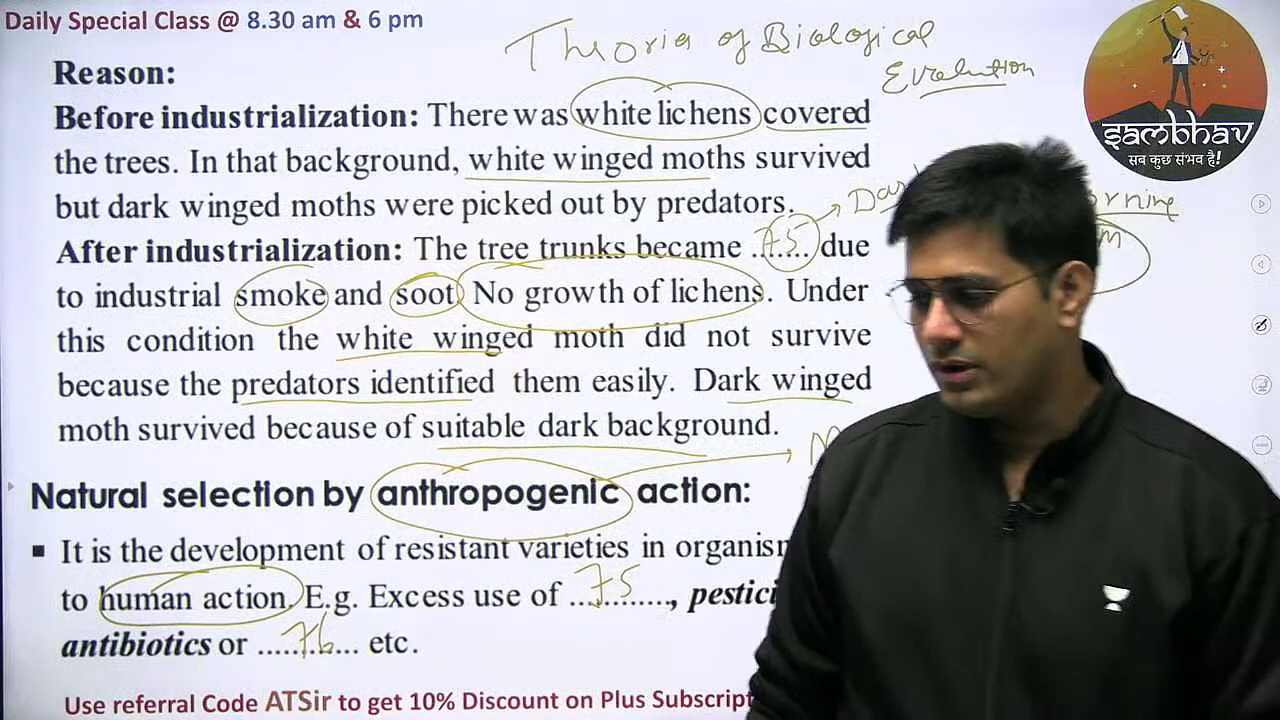 Daily Special Class @ 8.30 am & 6 pm
Theories of Biological
Evolution
Reason:
Before industrialization: There was white lichens covered
the trees. In that background, white winged moths survived
but dark winged moths were picked out by predators.
After industrialization: The tree trunks became ..75.. due
to industrial smoke and soot. No growth of lichens. Under
this condition the white winged moth did not survive
because the predators identified them easily. Dark winged
moth survived because of suitable dark background.
Natural selection by anthropogenic action:
▪ It is the development of resistant varieties in
to human action. E.g. Excess use of ...75......,
antibiotics or ....76.... etc.
Use referral Code ATSir to get 10% Discount on Plus
sambhav
सब कुछ संभव है!